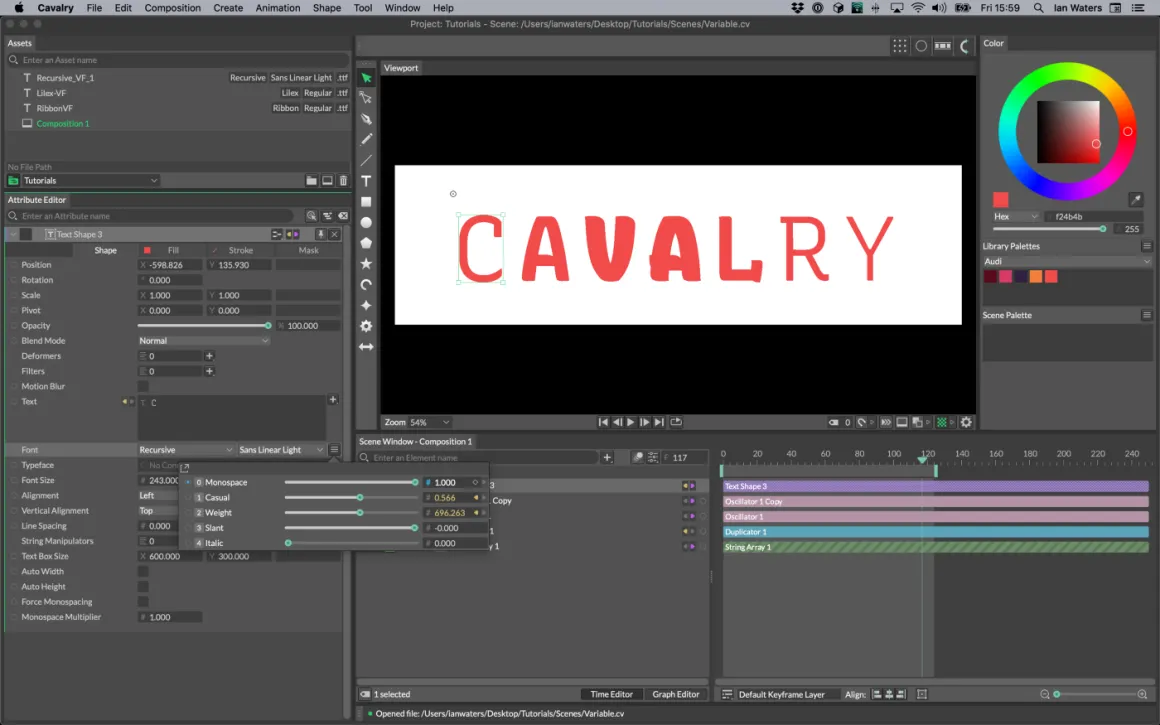 Cavalry File Edit Composition Create Animation Shape Tool Window Help Fri 15:59 Ian Waters
Project: Tutorials - Scene: /Users/ianwaters/Desktop/Tutorials/Scenes/Variable.cv
Assets
Enter an Asset name
Recursive_VF_1 Recursive Sans Linear Light .ttf
Lilex-VF Lilex Regular .ttf
RibbonVF Ribbon Regular .ttf
Composition 1
No File Path
Tutorials
Attribute Editor
Enter an Attribute name
Text Shape 3
Shape Fill Stroke Mask
Position X -598.826 Y 135.930
Rotation ° 0.000
Scale X 1.000 Y 1.000
Pivot X 0.000 Y 0.000
Opacity 100.000
Blend Mode Normal
Deformers 0
Filters 0
Motion Blur
Text C
Font Recursive Sans Linear Light
Typeface No Con
Font Size # 243.000
Alignment Left
Vertical Alignment Top
Line Spacing # 0.000
String Manipulators 0
Text Box Size X 600.000 Y 300.000
Auto Width
Auto Height
Force Monospacing
Monospace Multiplier # 1.000
0 Monospace # 1.000
1 Casual # 0.566
2 Weight # 696.263
3 Slant # -0.000
4 Italic # 0.000
Viewport
CAVALRY
Zoom 54%
0
Scene Window - Composition 1
Enter an Element name
# 117
3
Copy
1
y 1
1 selected
Time Editor Graph Editor
0 20 40 60 80 100 120 140 160 180 200 220 240
Text Shape 3
Oscillator 1 Copy
Oscillator 1
Duplicator 1
String Array 1
Default Keyframe Layer Align:
Opened file: /Users/ianwaters/Desktop/Tutorials/Scenes/Variable.cv
Color
Hex f24b4b
255
Library Palettes
Audi
Scene Palette